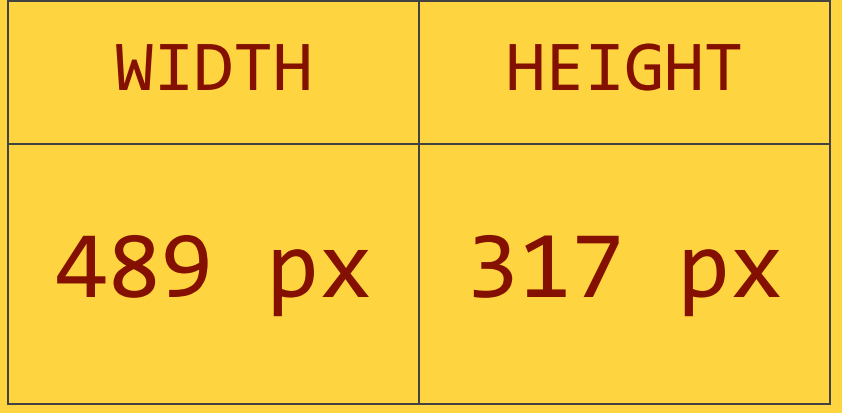 WIDTH HEIGHT
489 px 317 px